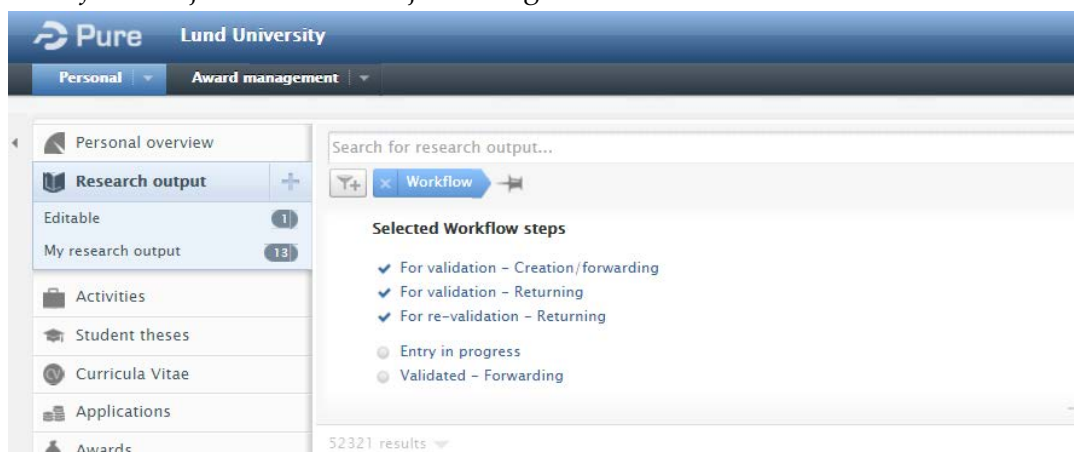 Pure Lund University
Personal Award management
Personal overview
Search for research output...
Research output
Workflow
Editable 1
Selected Workflow steps
My research output 13
For validation – Creation/forwarding
For validation – Returning
Activities
For re-validation – Returning
Student theses
Entry in progress
Curricula Vitae
Validated – Forwarding
Applications
52321 results
Awards